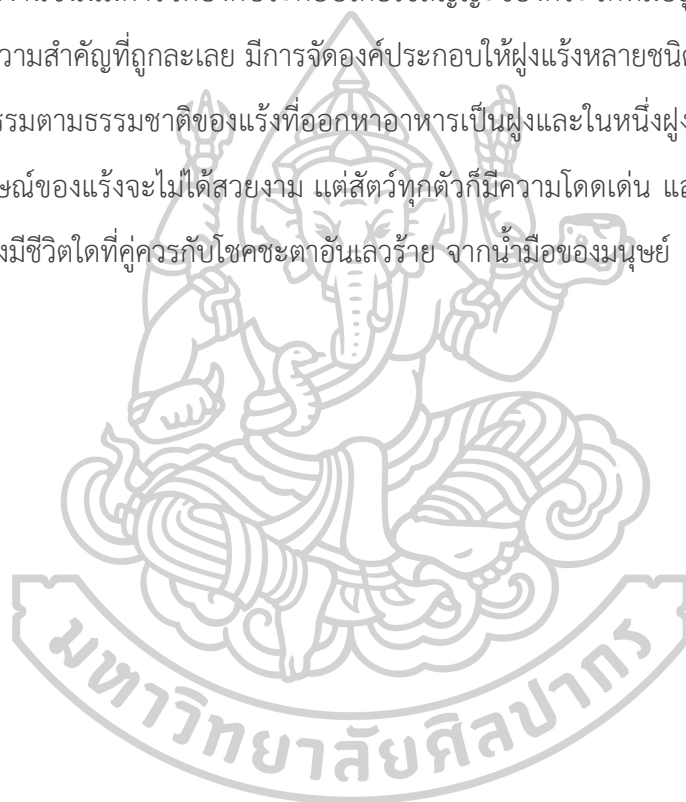 วามสำคัญที่ถูกละเลย มีการจัดองค์ประกอบให้ฝูงแร้งหลายชนิด
รรมตามธรรมชาติของแร้งที่ออกหาอาหารเป็นฝูงและในหนึ่งฝูง
ษณ์ของแร้งจะไม่ได้สวยงาม แต่สัตว์ทุกตัวก็มีความโดดเด่น แล
งมีชีวิตใดที่คู่ควรกับโชคชะตาอันเลวร้าย จากน้ำมือของมนุษย์
มหาวิทยาลัยศิลปากร